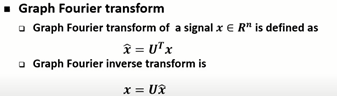 ▪ Graph Fourier transform
▫ Graph Fourier transform of a signal x ∈ Rⁿ is defined as
x̂ = Uᵀx
▫ Graph Fourier inverse transform is
x = Ux̂